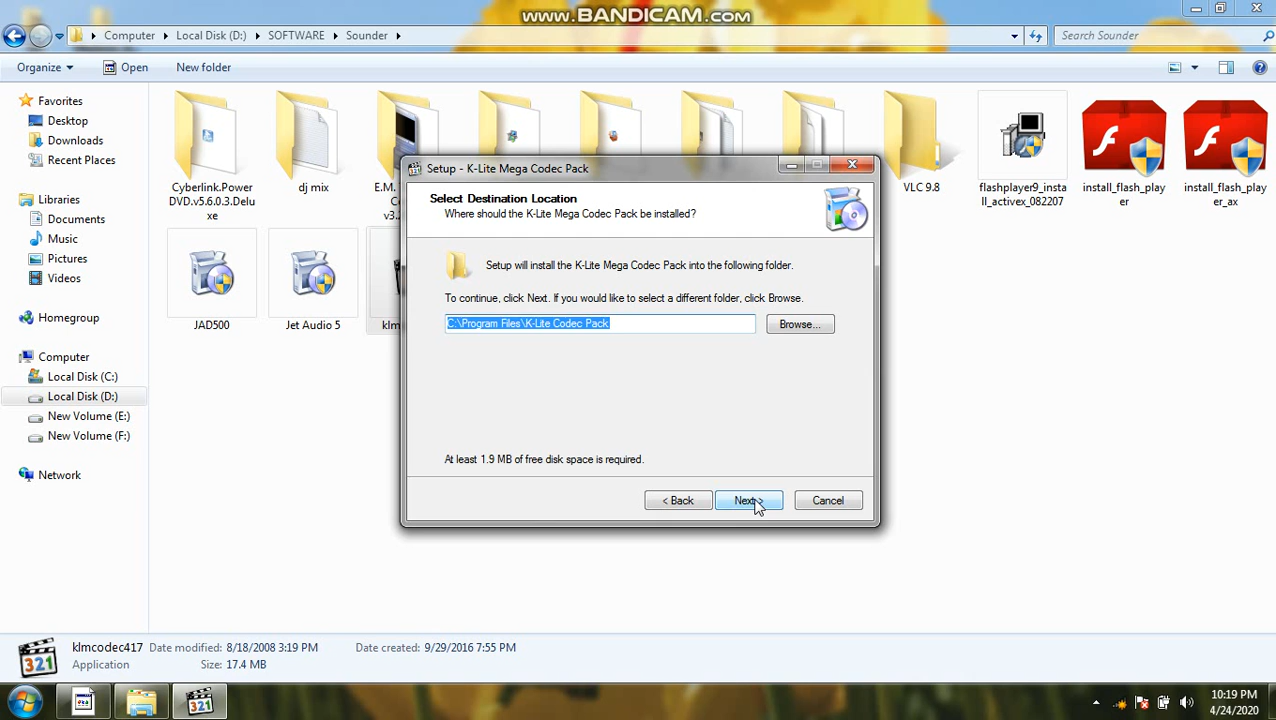 www.BANDICAM.com
Computer Local Disk (D:) SOFTWARE Sounder
Search Sounder
Organize Open New folder
Favorites
Desktop
Downloads
Recent Places
Libraries
Documents
Music
Pictures
Videos
Homegroup
Computer
Local Disk (C:)
Local Disk (D:)
New Volume (E:)
New Volume (F:)
Network
Cyberlink.Power
DVD.v5.6.0.3.Delu
xe
dj mix
E.M.
v3.2
VLC 9.8
flashplayer9_insta
ll_activex_082207
install_flash_play
er
install_flash_play
er_ax
JAD500
Jet Audio 5
klm
Setup - K-Lite Mega Codec Pack
Select Destination Location
Where should the K-Lite Mega Codec Pack be installed?
Setup will install the K-Lite Mega Codec Pack into the following folder.
To continue, click Next. If you would like to select a different folder, click Browse.
C:\Program Files\K-Lite Codec Pack
Browse...
At least 1.9 MB of free disk space is required.
< Back
Next >
Cancel
klmcodec417 Date modified: 8/18/2008 3:19 PM Date created: 9/29/2016 7:55 PM
Application Size: 17.4 MB
321
321
10:19 PM
4/24/2020